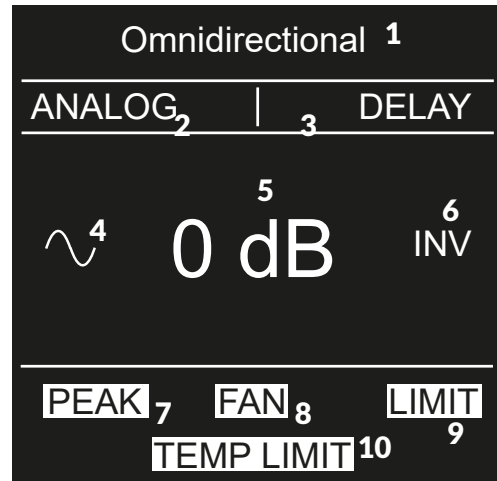 Omnidirectional 1
ANALOG 2 | 3 DELAY
5
4 0 dB 6 INV
PEAK 7 FAN 8 LIMIT 9
TEMP LIMIT 10